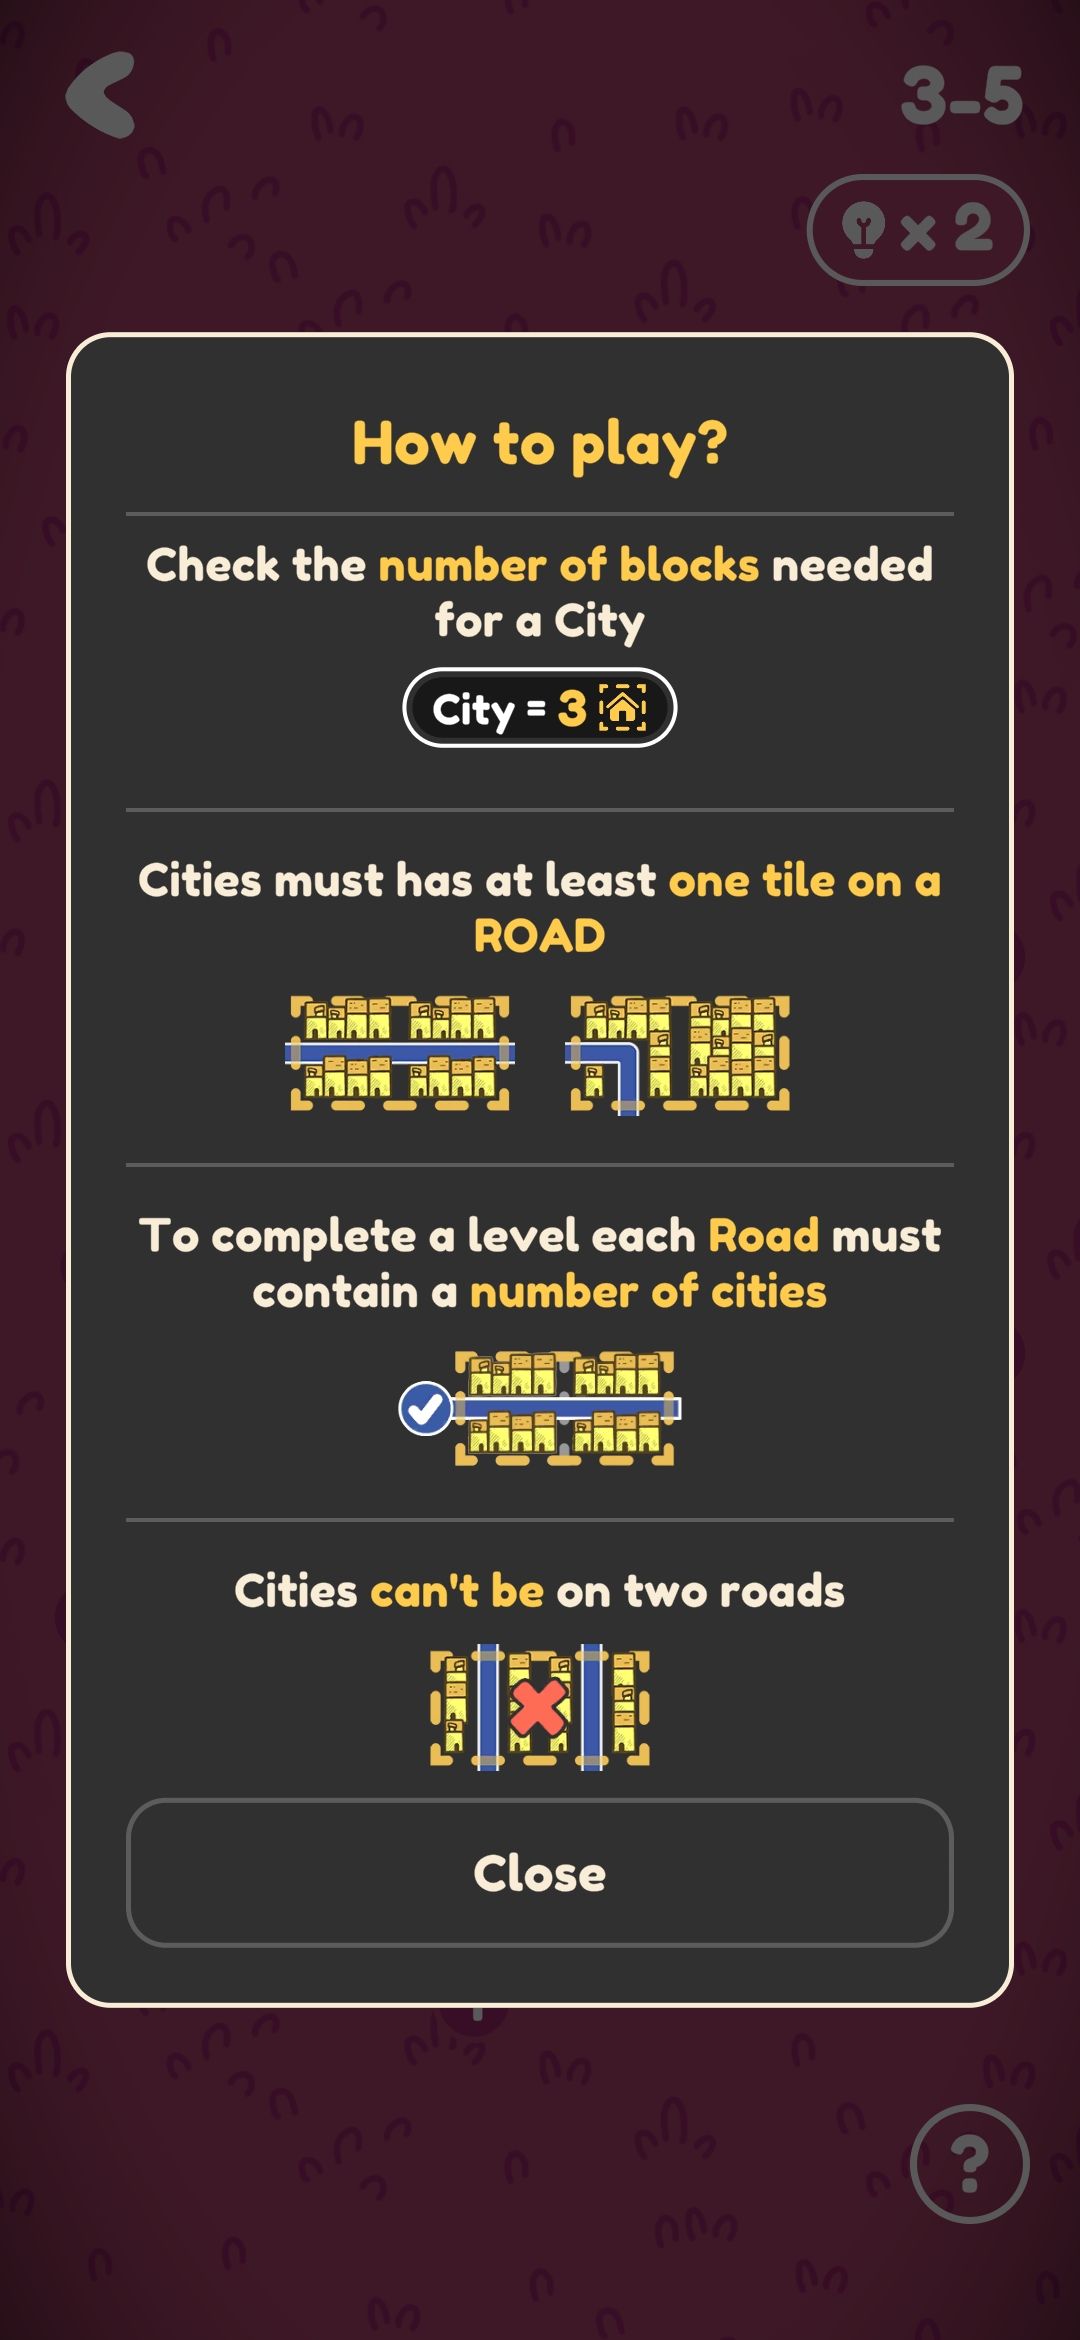 3-5
× 2
How to play?
Check the number of blocks needed
for a City
City = 3
Cities must has at least one tile on a
ROAD
To complete a level each Road must
contain a number of cities
Cities can't be on two roads
Close
?